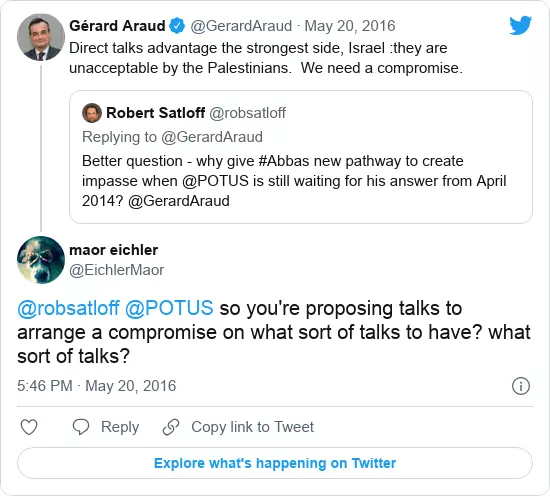 Gérard Araud @GerardAraud · May 20, 2016
Direct talks advantage the strongest side, Israel :they are
unacceptable by the Palestinians.  We need a compromise.
Robert Satloff @robsatloff
Replying to @GerardAraud
Better question - why give #Abbas new pathway to create
impasse when @POTUS is still waiting for his answer from April
2014? @GerardAraud
maor eichler
@EichlerMaor
@robsatloff @POTUS so you're proposing talks to
arrange a compromise on what sort of talks to have? what
sort of talks?
5:46 PM · May 20, 2016
Reply
Copy link to Tweet
Explore what's happening on Twitter